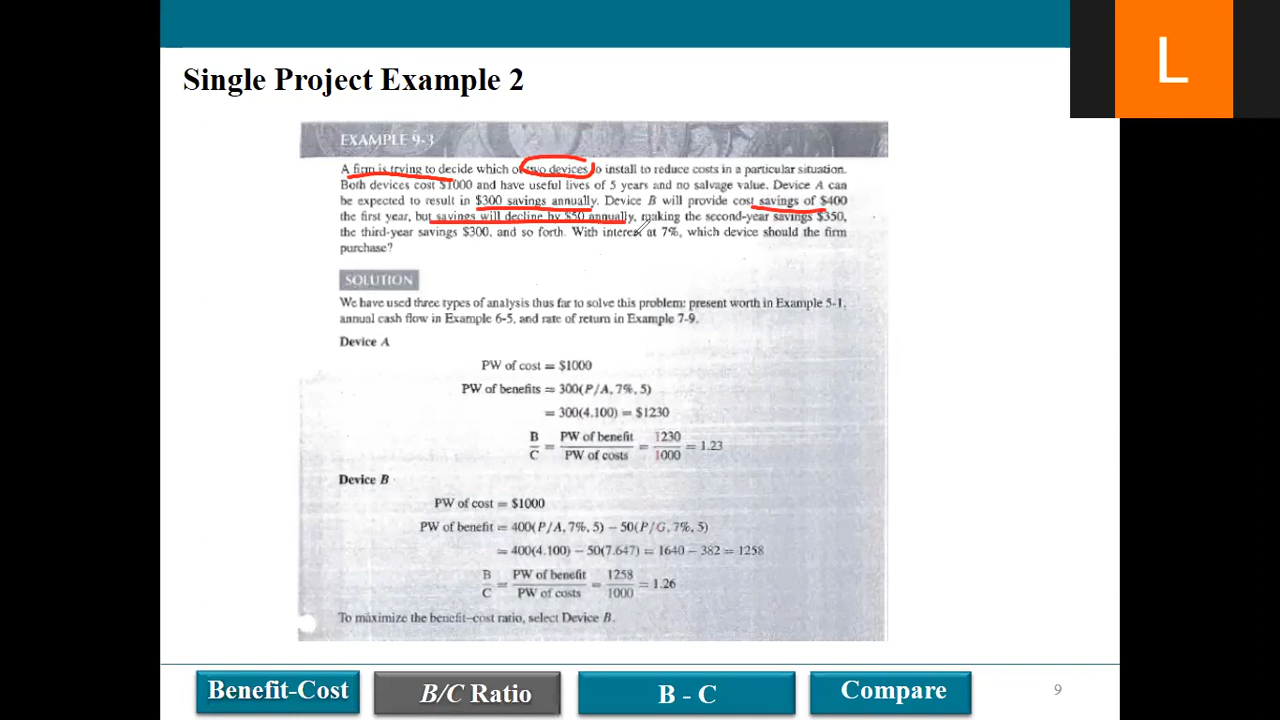 L
Single Project Example 2
EXAMPLE 9-3
A firm is trying to decide which of two devices to install to reduce costs in a particular situation.
Both devices cost $1000 and have useful lives of 5 years and no salvage value. Device A can
be expected to result in $300 savings annually. Device B will provide cost savings of $400
the first year, but savings will decline by $50 annually, making the second-year savings $350,
the third-year savings $300, and so forth. With interest at 7%, which device should the firm
purchase?
SOLUTION
We have used three types of analysis thus far to solve this problem: present worth in Example 5-1,
annual cash flow in Example 6-5, and rate of return in Example 7-9.
Device A
PW of cost = $1000
PW of benefits = 300(P/A, 7%, 5)
= 300(4.100) = $1230
B/C = PW of benefit/PW of costs = 1230/1000 = 1.23
Device B
PW of cost = $1000
PW of benefit = 400(P/A, 7%, 5) − 50(P/G, 7%, 5)
= 400(4.100) − 50(7.647) = 1640 − 382 = 1258
B/C = PW of benefit/PW of costs = 1258/1000 = 1.26
To maximize the benefit–cost ratio, select Device B.
Benefit-Cost
B/C Ratio
B - C
Compare
9